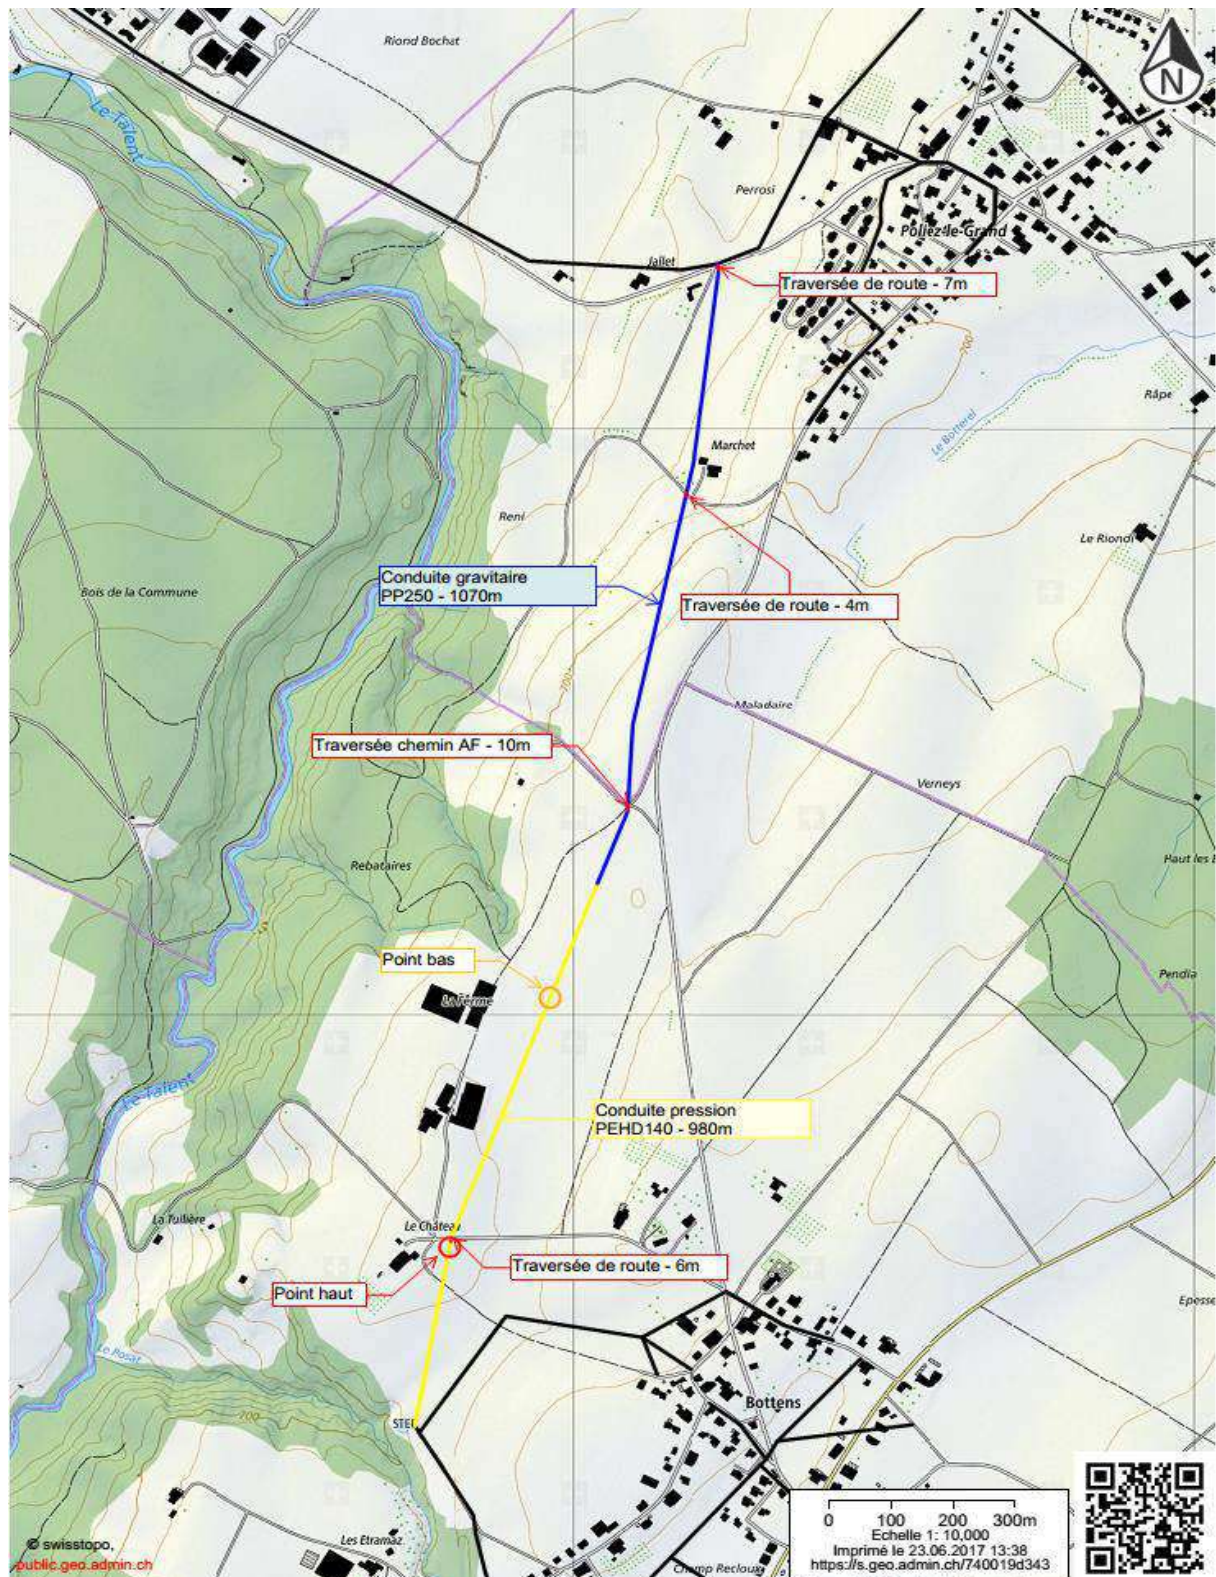 Riond Bochat
N
Le Talent
Perrosi
Poliez-le-Grand
Jallet
Traversée de route - 7m
700
Râpe
Le Botterel
Marchet
Reni
Le Riond
Conduite gravitaire
PP250 - 1070m
Bois de la Commune
Traversée de route - 4m
700
Maladaire
Traversée chemin AF - 10m
Verneys
Rebataires
Haut les
Point bas
La Ferme
Pendia
Le Talent
Conduite pression
PEHD140 - 980m
La Tuilière
Le Château
Traversée de route - 6m
Point haut
Epesse
Le Rosat
Bottens
700
STEP
Les Etramaz
Champ Recloux
0 100 200 300m
Echelle 1: 10,000
Imprimé le 23.06.2017 13:38
https://s.geo.admin.ch/740019d343
© swisstopo,
public.geo.admin.ch